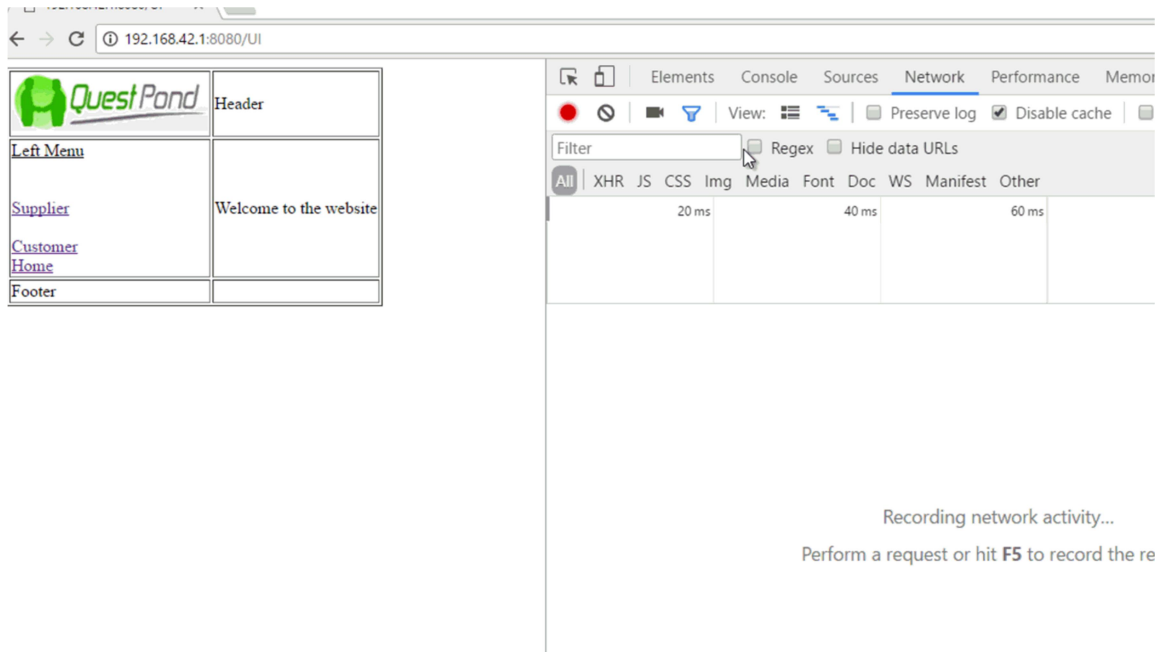 192.168.42.1:8080/UI
QuestPond
Header
Left Menu
Supplier
Welcome to the website
Customer
Home
Footer
Elements Console Sources Network Performance Memor
View: Preserve log Disable cache
Filter Regex Hide data URLs
All XHR JS CSS Img Media Font Doc WS Manifest Other
20 ms 40 ms 60 ms
Recording network activity...
Perform a request or hit F5 to record the re